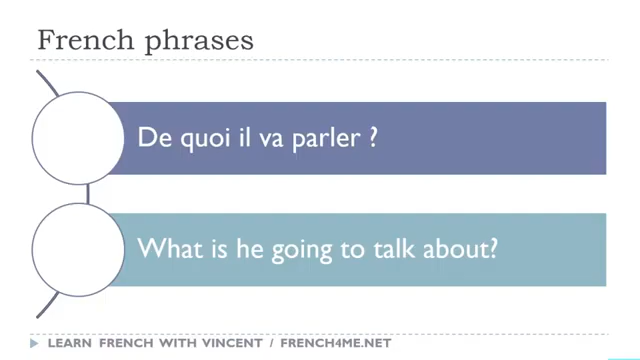 French phrases
De quoi il va parler ?
What is he going to talk about?
LEARN FRENCH WITH VINCENT / FRENCH4ME.NET